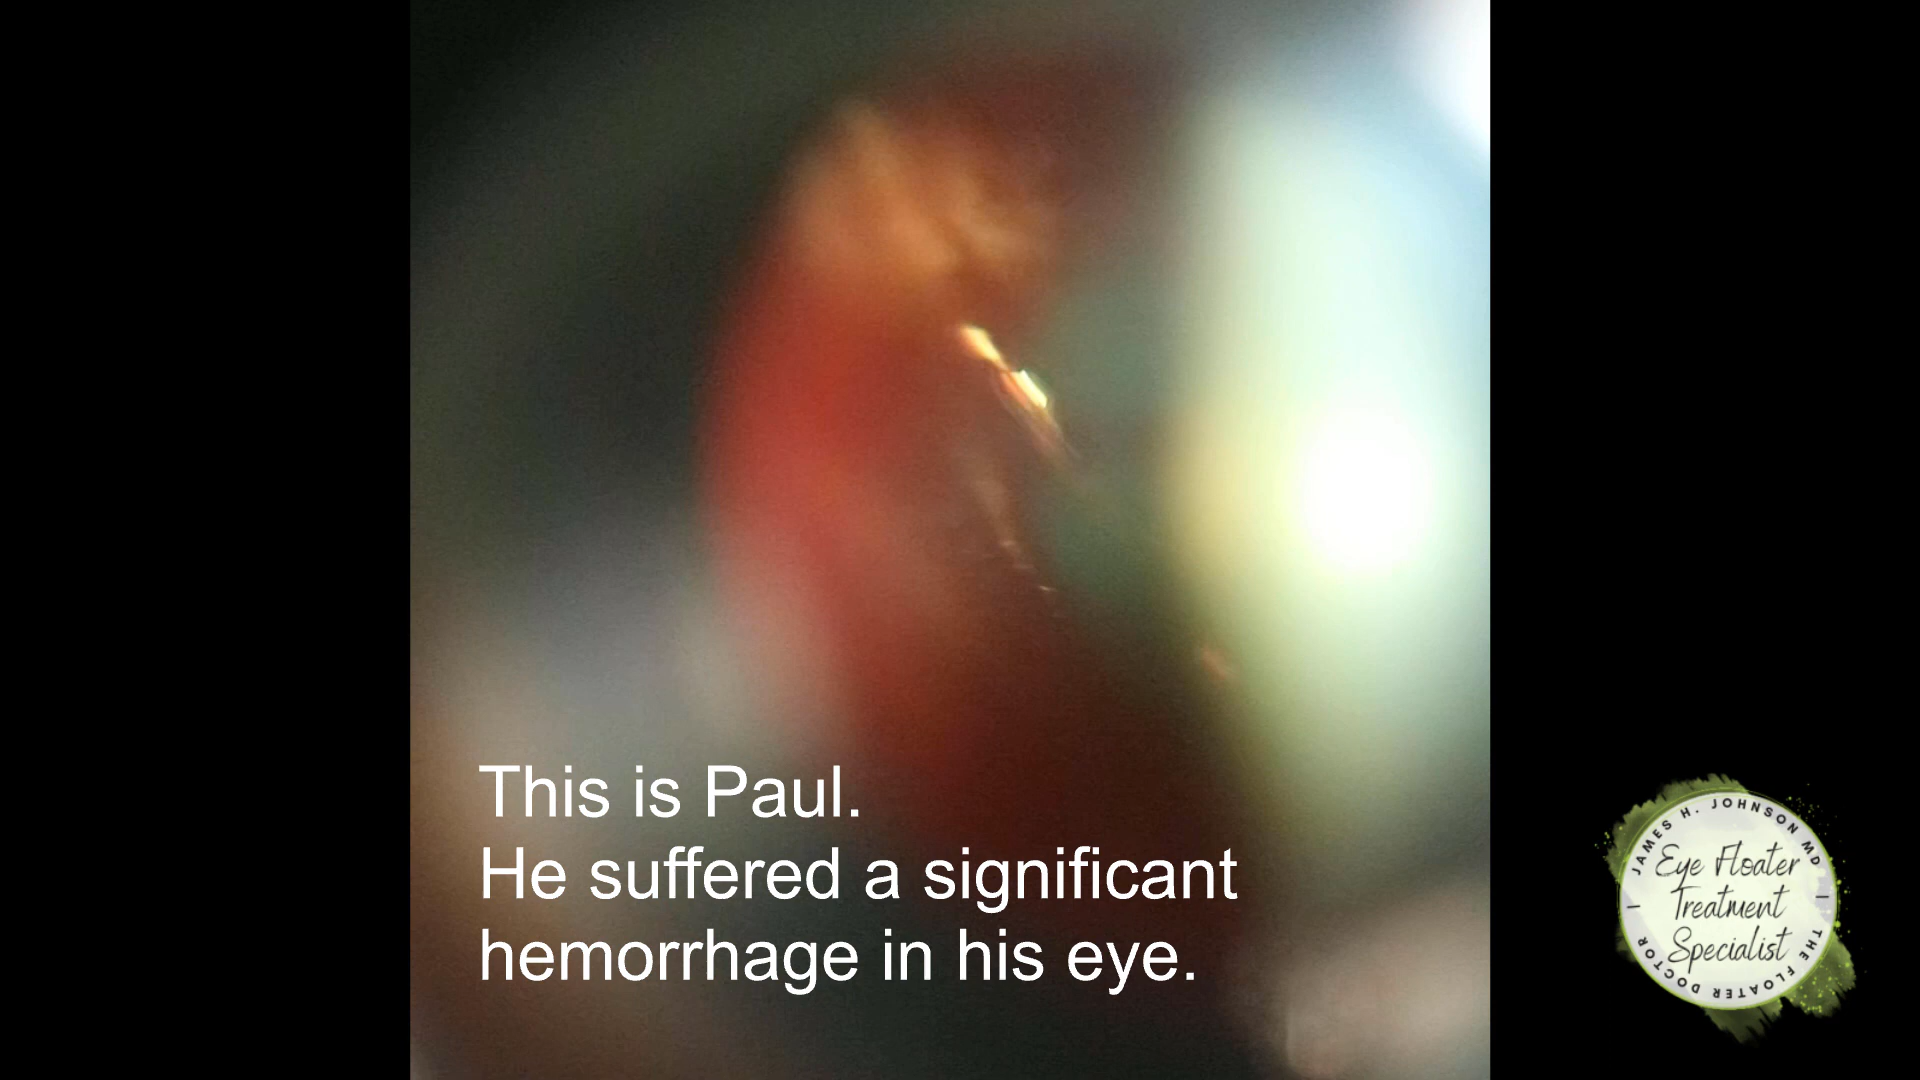 This is Paul.
He suffered a significant
hemorrhage in his eye.
JAMES H. JOHNSON MD
Eye Floater
Treatment
Specialist
THE FLOATER DOCTOR